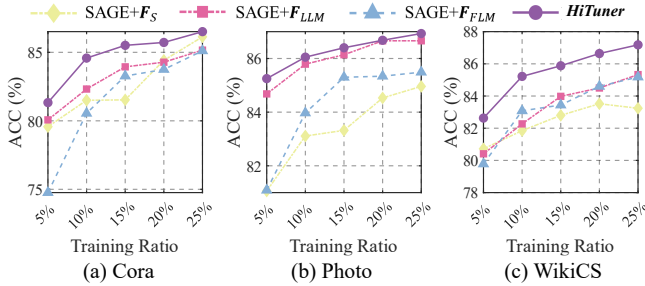 SAGE+F_S SAGE+F_LLM SAGE+F_FLM HiTuner
ACC (%) 85 80 75
5% 10% 15% 20% 25%
Training Ratio
(a) Cora
ACC (%) 86 84 82
5% 10% 15% 20% 25%
Training Ratio
(b) Photo
ACC (%) 88 86 84 82 80 78
5% 10% 15% 20% 25%
Training Ratio
(c) WikiCS